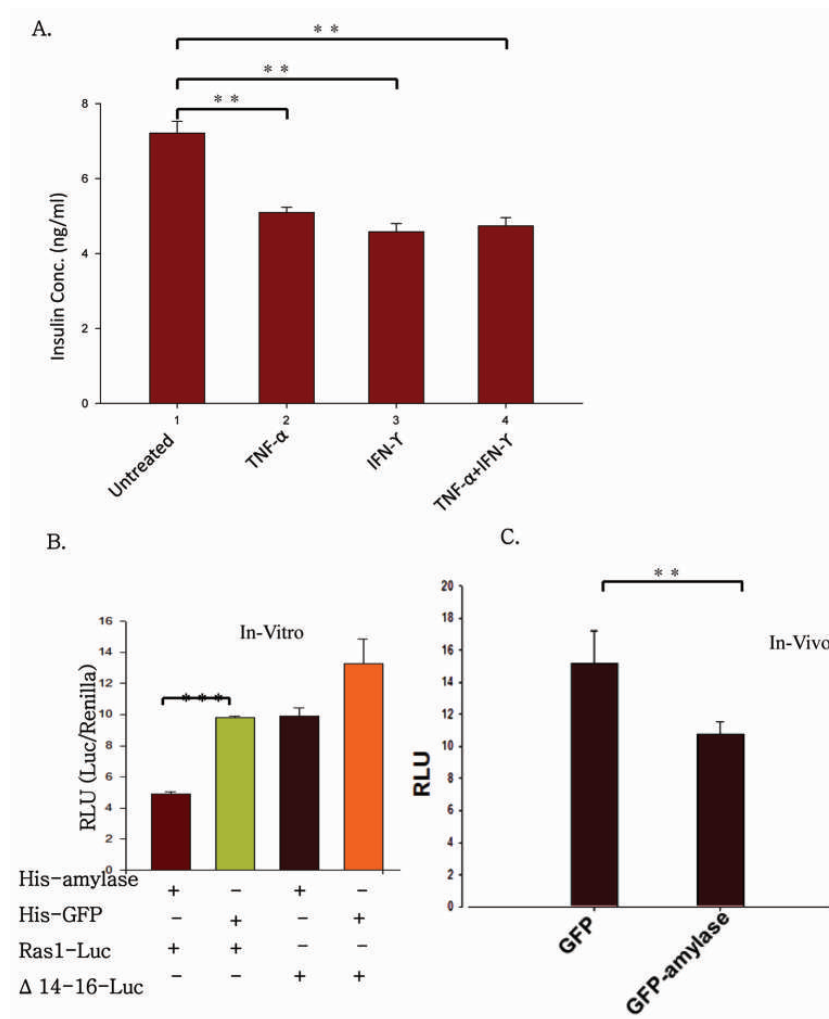 A.
* *
* *
* *
8
6
4
2
0
Insulin Conc. (ng/ml)
1 2 3 4
Untreated TNF-α IFN-ϒ TNF-α+IFN-ϒ
B.
In-Vitro
16
14
12
10
8
6
4
2
0
RLU (Luc/Renilla)
***
His-amylase + − + −
His-GFP − + − +
Ras1-Luc + + − −
Δ 14-16-Luc − − + +
C.
* *
In-Vivo
20
18
16
14
12
10
8
6
4
2
0
RLU
GFP GFP-amylase